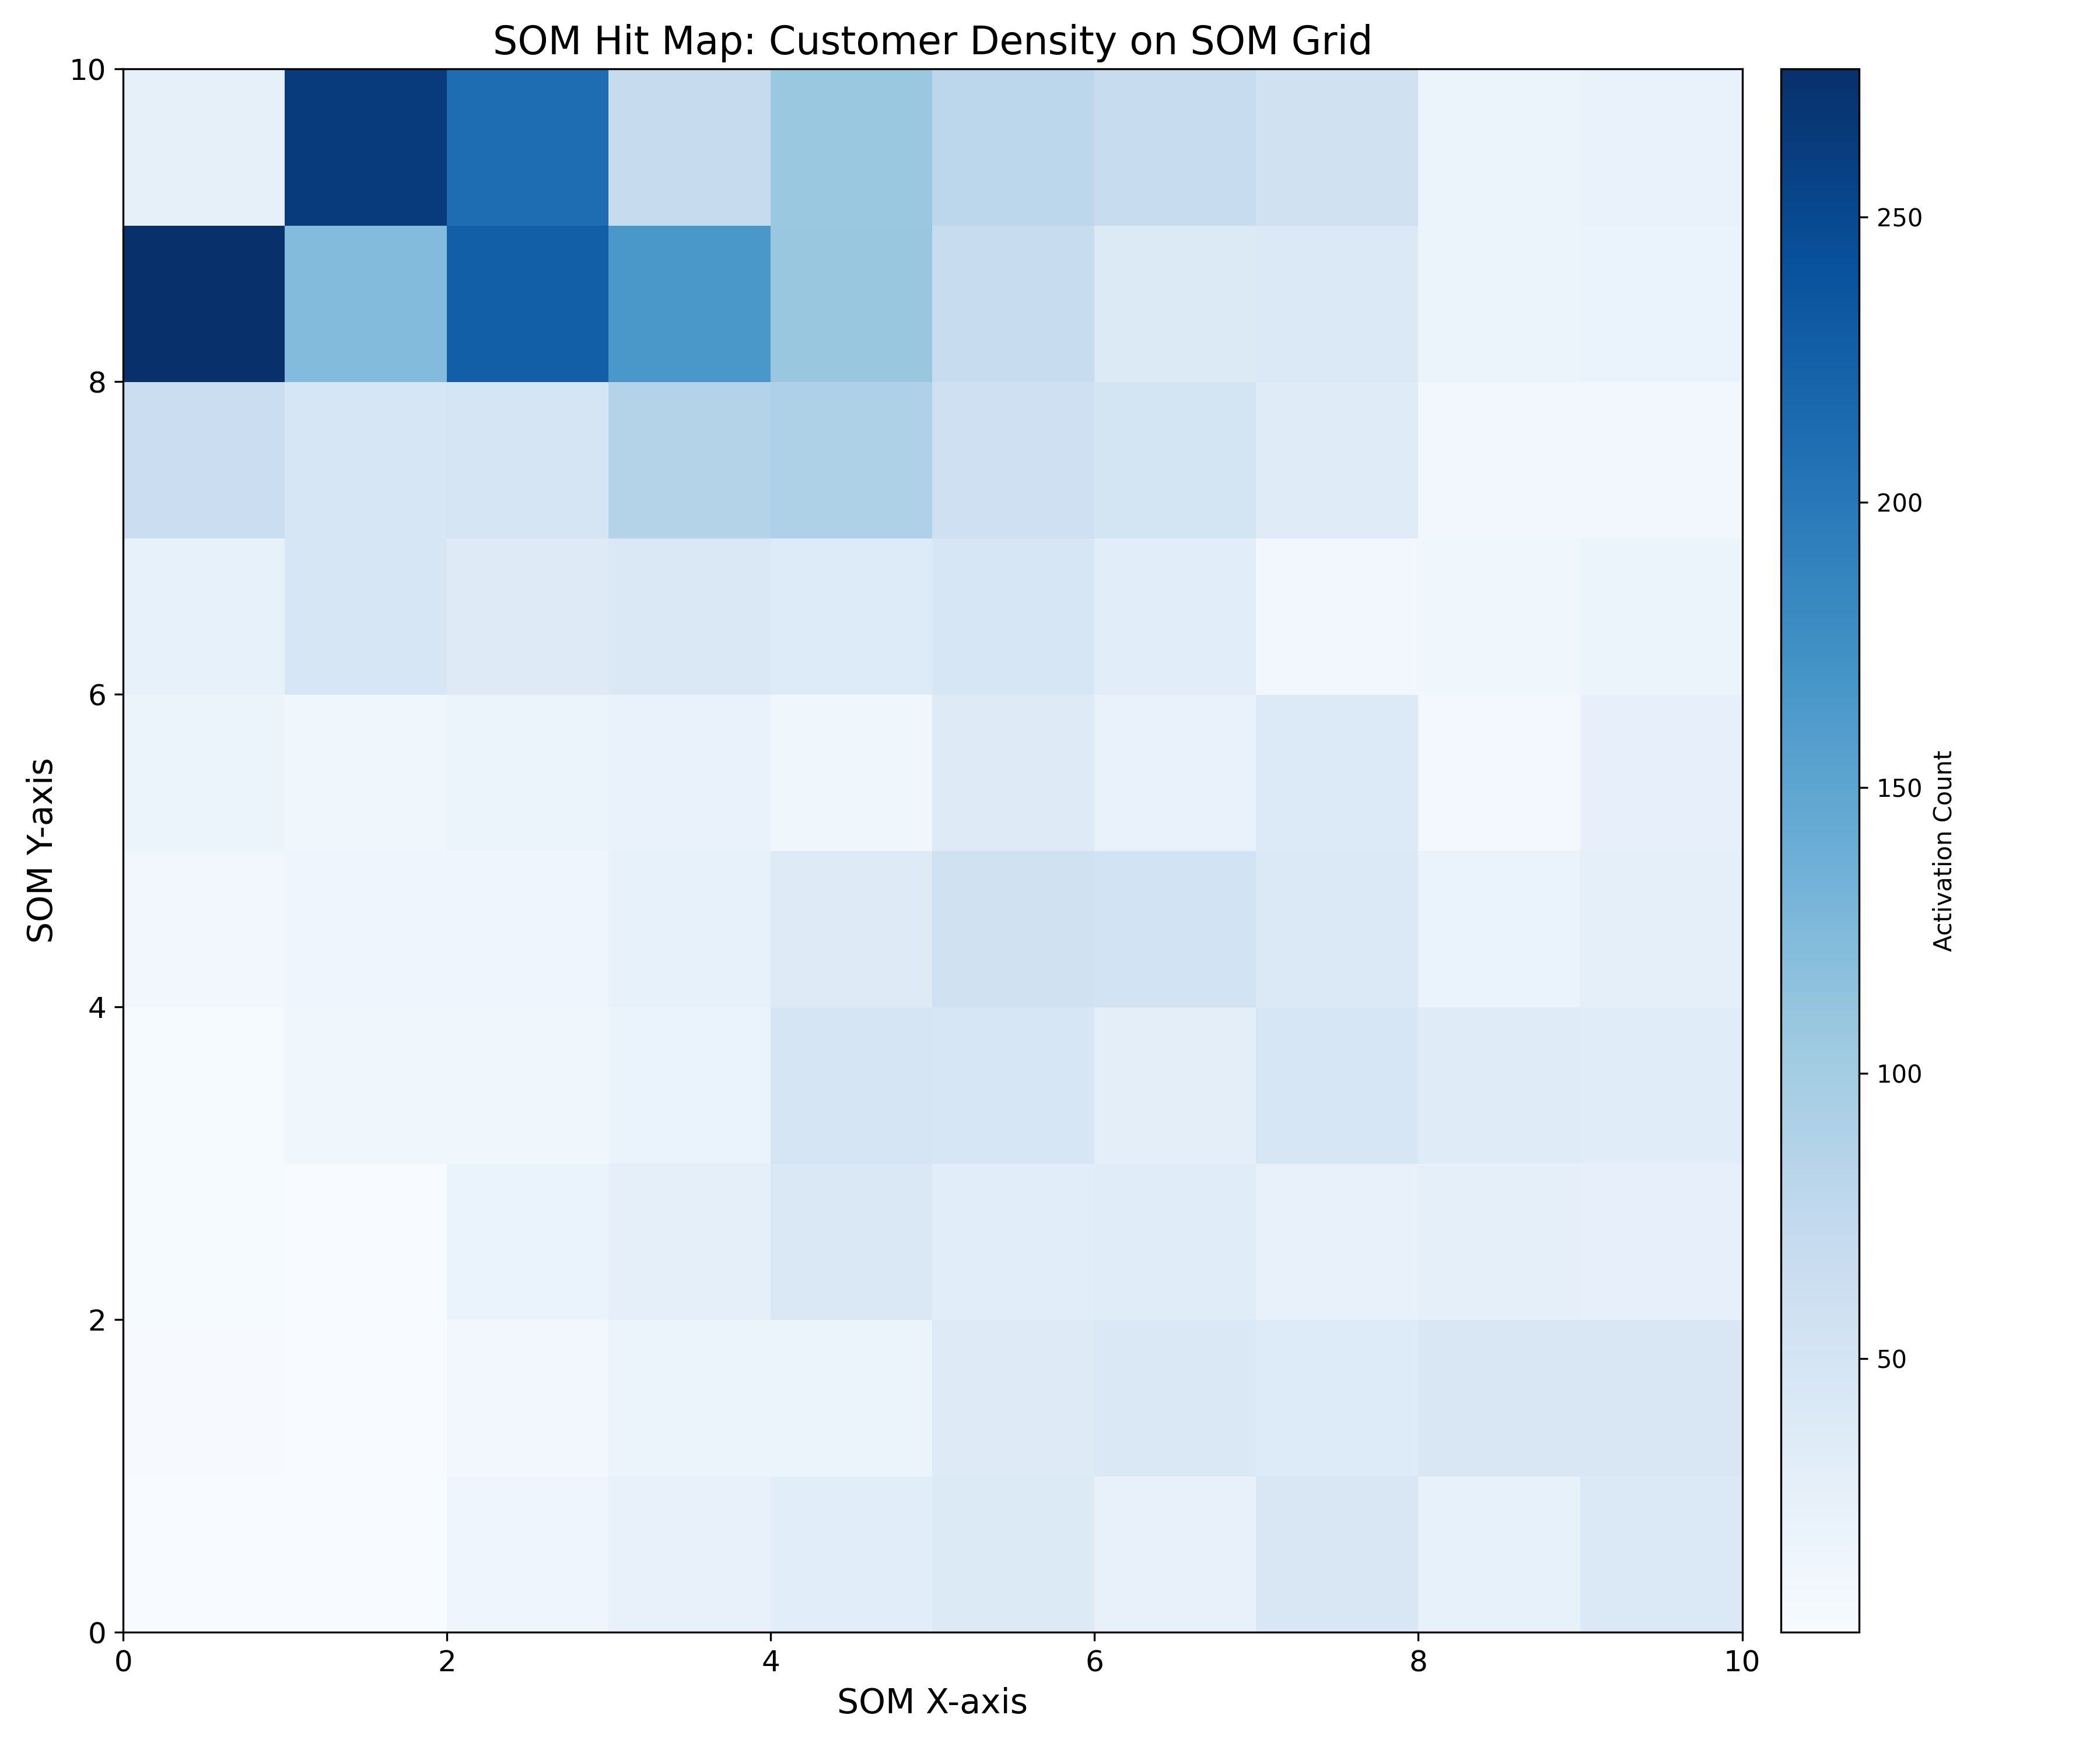 SOM Hit Map: Customer Density on SOM Grid
10
8
6
4
2
0
SOM Y-axis
0 2 4 6 8 10
SOM X-axis
250
200
150
100
50
Activation Count